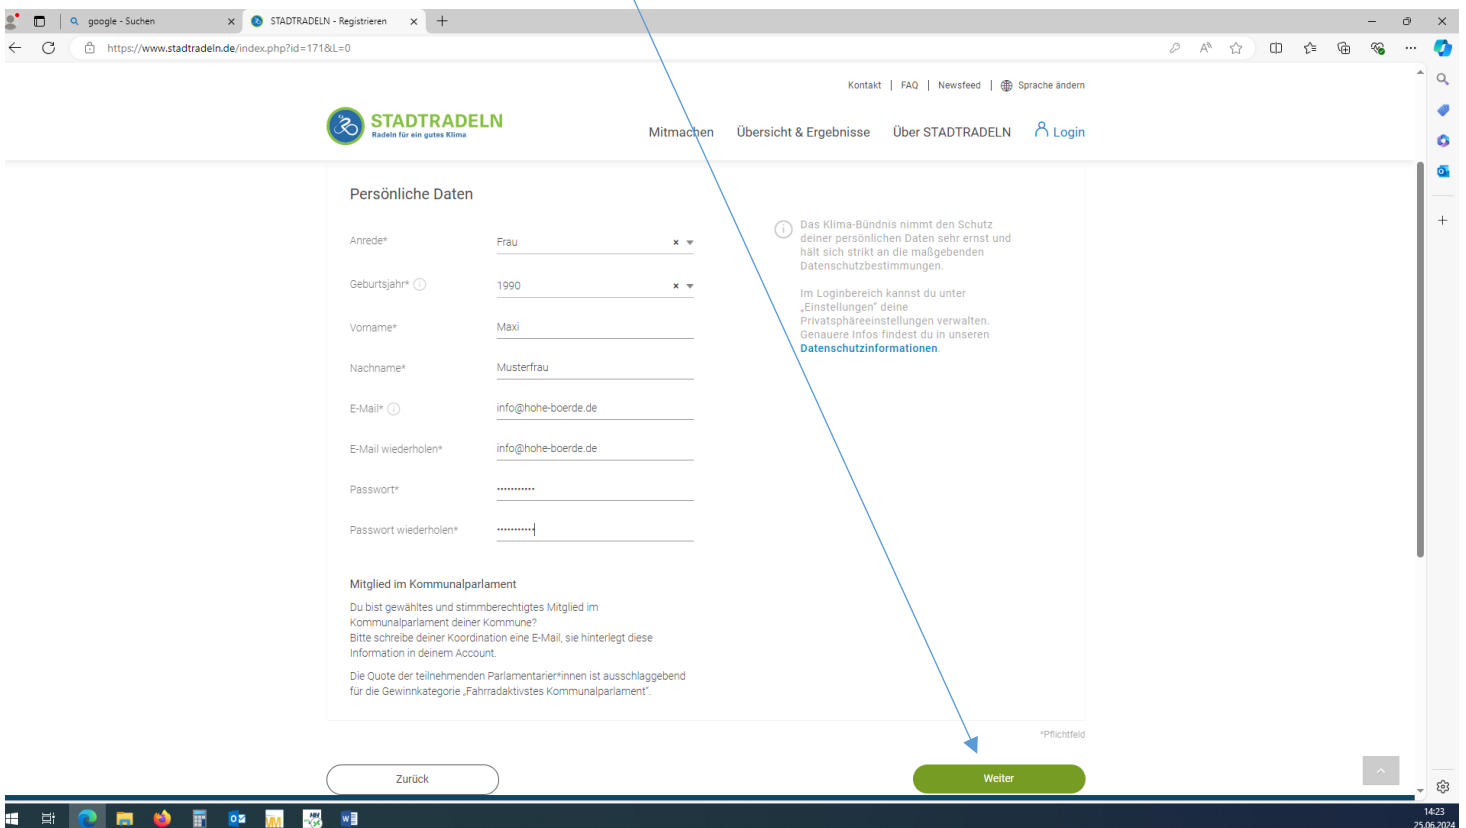 google - Suchen
STADTRADELN - Registrieren
https://www.stadtradeln.de/index.php?id=171&L=0
Kontakt | FAQ | Newsfeed | Sprache ändern
STADTRADELN
Radeln für ein gutes Klima
Mitmachen Übersicht & Ergebnisse Über STADTRADELN Login
Persönliche Daten
Anrede* Frau
Geburtsjahr* 1990
Vorname* Maxi
Nachname* Musterfrau
E-Mail* info@hohe-boerde.de
E-Mail wiederholen* info@hohe-boerde.de
Passwort* •••••••••••
Passwort wiederholen* •••••••••••
Das Klima-Bündnis nimmt den Schutz
deiner persönlichen Daten sehr ernst und
hält sich strikt an die maßgebenden
Datenschutzbestimmungen.
Im Loginbereich kannst du unter
„Einstellungen“ deine
Privatsphäreeinstellungen verwalten.
Genauere Infos findest du in unseren
Datenschutzinformationen.
Mitglied im Kommunalparlament
Du bist gewähltes und stimmberechtigtes Mitglied im
Kommunalparlament deiner Kommune?
Bitte schreibe deiner Koordination eine E-Mail, sie hinterlegt diese
Information in deinem Account.
Die Quote der teilnehmenden Parlamentarier*innen ist ausschlaggebend
für die Gewinnkategorie „Fahrradaktivstes Kommunalparlament“.
*Pflichtfeld
Zurück
Weiter
14:23
25.06.2024